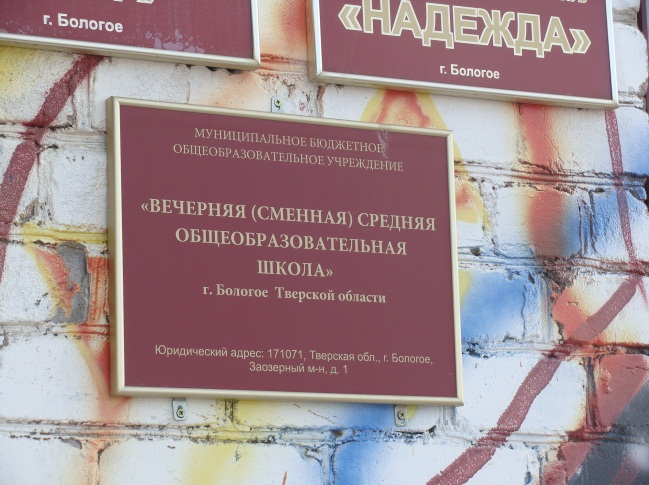 г. Бологое
«НАДЕЖДА»
г. Бологое
МУНИЦИПАЛЬНОЕ БЮДЖЕТНОЕ
ОБЩЕОБРАЗОВАТЕЛЬНОЕ УЧРЕЖДЕНИЕ
«ВЕЧЕРНЯЯ (СМЕННАЯ) СРЕДНЯЯ
ОБЩЕОБРАЗОВАТЕЛЬНАЯ
ШКОЛА»
г. Бологое Тверской области
Юридический адрес: 171071, Тверская обл., г. Бологое,
Заозерный м-н, д. 1